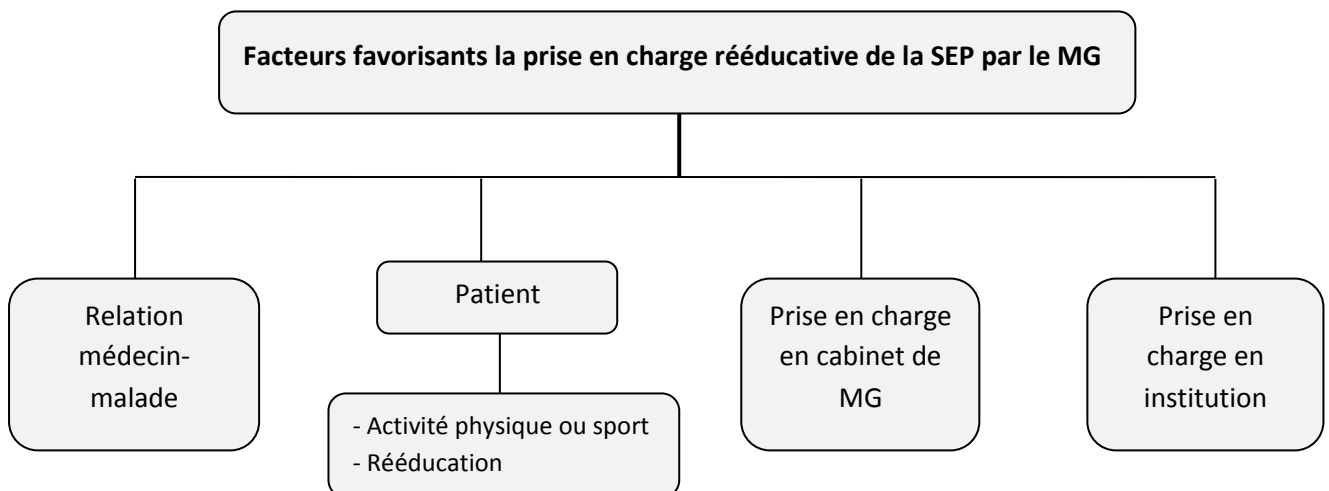 Facteurs favorisants la prise en charge rééducative de la SEP par le MG
Relation
médecin-
malade
Patient
- Activité physique ou sport
- Rééducation
Prise en charge
en cabinet de
MG
Prise en
charge en
institution